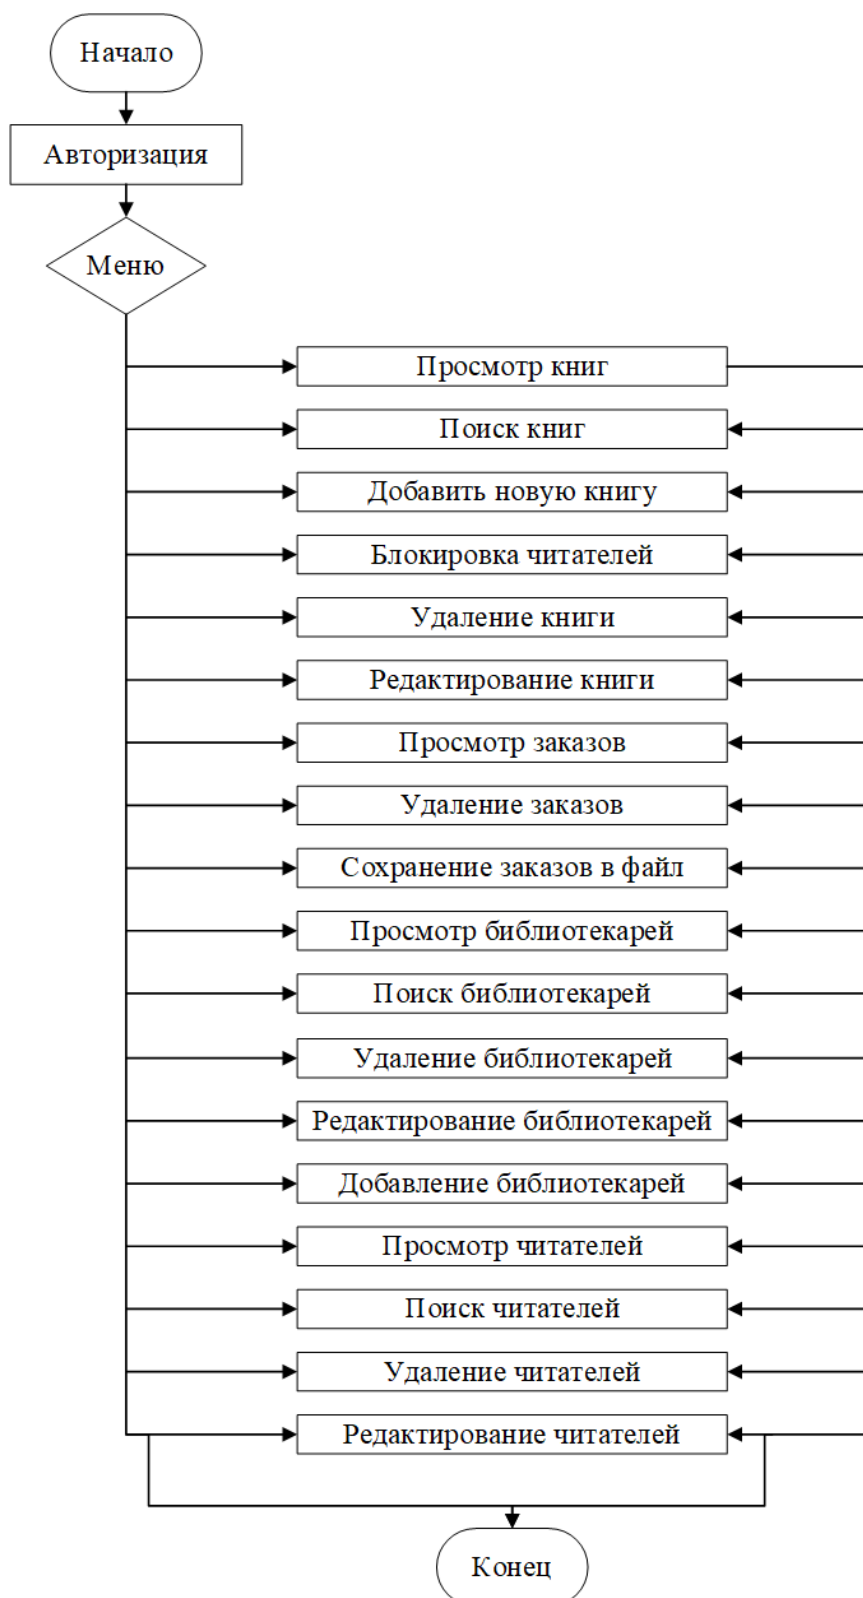 Начало
Авторизация
Меню
Просмотр книг
Поиск книг
Добавить новую книгу
Блокировка читателей
Удаление книги
Редактирование книги
Просмотр заказов
Удаление заказов
Сохранение заказов в файл
Просмотр библиотекарей
Поиск библиотекарей
Удаление библиотекарей
Редактирование библиотекарей
Добавление библиотекарей
Просмотр читателей
Поиск читателей
Удаление читателей
Редактирование читателей
Конец